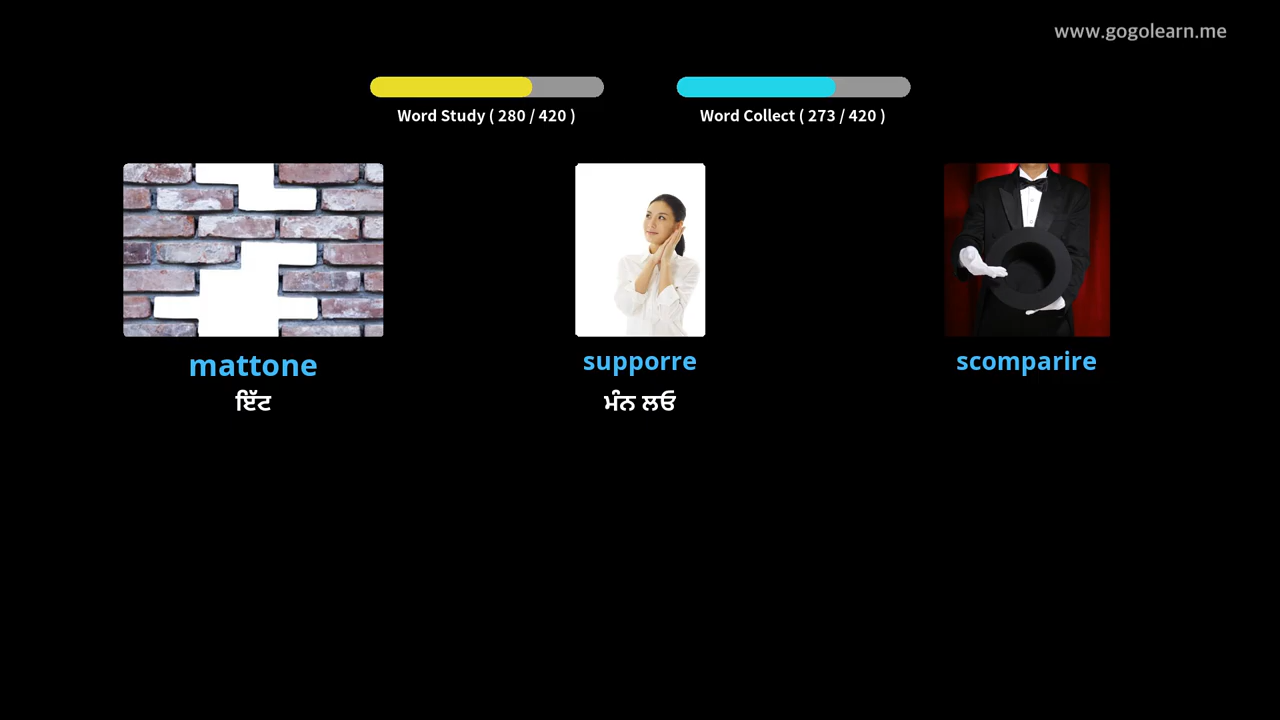 www.gogolearn.me
Word Study ( 280 / 420 )
Word Collect ( 273 / 420 )
mattone
supporre
scomparire
ਇੱਟ
ਮੰਨ ਲਓ